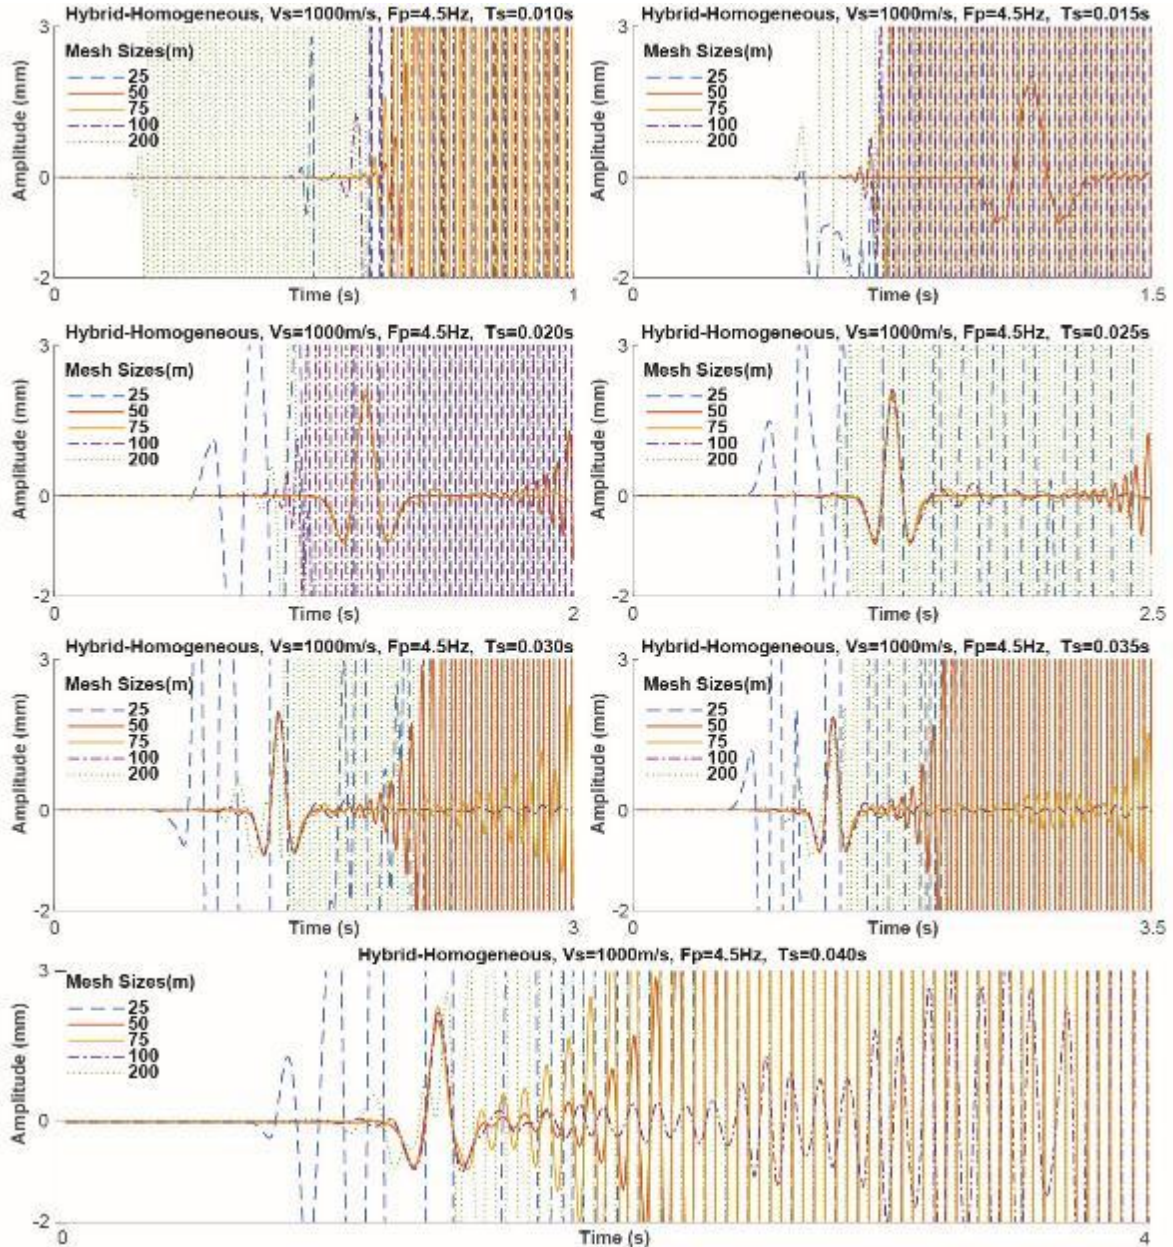 Hybrid-Homogeneous, Vs=1000m/s, Fp=4.5Hz, Ts=0.010s
3
Mesh Sizes(m)
25
50
75
100
200
Amplitude (mm)
0
-2
0
Time (s)
1
Hybrid-Homogeneous, Vs=1000m/s, Fp=4.5Hz, Ts=0.015s
3
Mesh Sizes(m)
25
50
75
100
200
Amplitude (mm)
0
-2
0
Time (s)
1.5
Hybrid-Homogeneous, Vs=1000m/s, Fp=4.5Hz, Ts=0.020s
3
Mesh Sizes(m)
25
50
75
100
200
Amplitude (mm)
0
-2
0
Time (s)
2
Hybrid-Homogeneous, Vs=1000m/s, Fp=4.5Hz, Ts=0.025s
3
Mesh Sizes(m)
25
50
75
100
200
Amplitude (mm)
0
-2
0
Time (s)
2.5
Hybrid-Homogeneous, Vs=1000m/s, Fp=4.5Hz, Ts=0.030s
3
Mesh Sizes(m)
25
50
75
100
200
Amplitude (mm)
0
-2
0
Time (s)
3
Hybrid-Homogeneous, Vs=1000m/s, Fp=4.5Hz, Ts=0.035s
3
Mesh Sizes(m)
25
50
75
100
200
Amplitude (mm)
0
-2
0
Time (s)
3.5
Hybrid-Homogeneous, Vs=1000m/s, Fp=4.5Hz, Ts=0.040s
3
Mesh Sizes(m)
25
50
75
100
200
Amplitude (mm)
0
-2
0
Time (s)
4